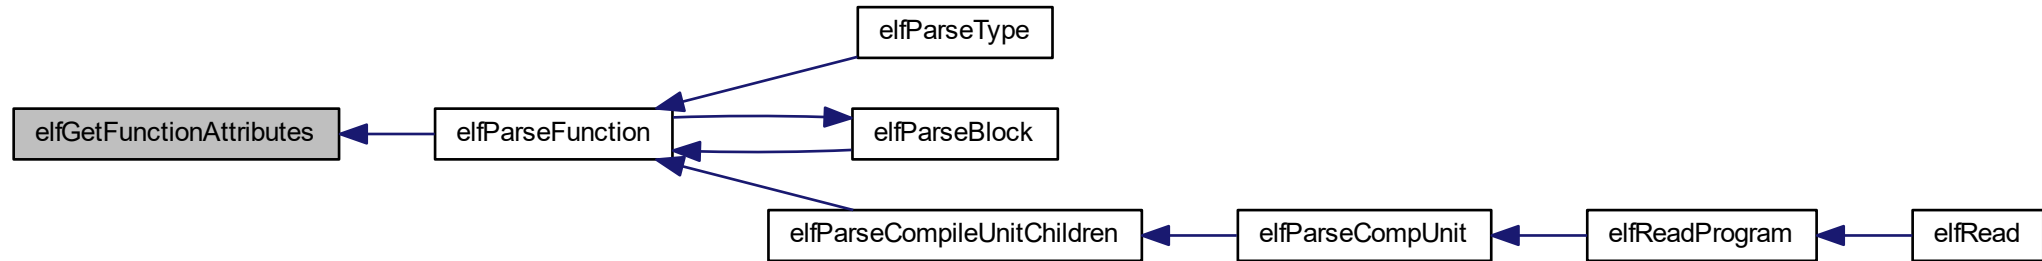 elfParseType
elfGetFunctionAttributes
elfParseFunction
elfParseBlock
elfParseCompileUnitChildren
elfParseCompUnit
elfReadProgram
elfRead